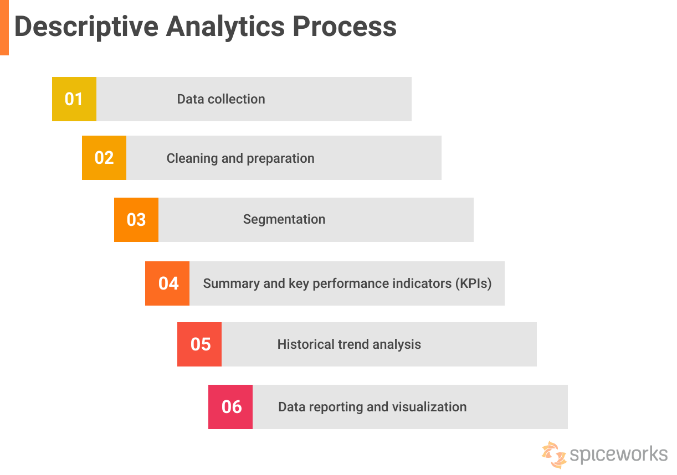 Descriptive Analytics Process
01 Data collection
02 Cleaning and preparation
03 Segmentation
04 Summary and key performance indicators (KPIs)
05 Historical trend analysis
06 Data reporting and visualization
spiceworks